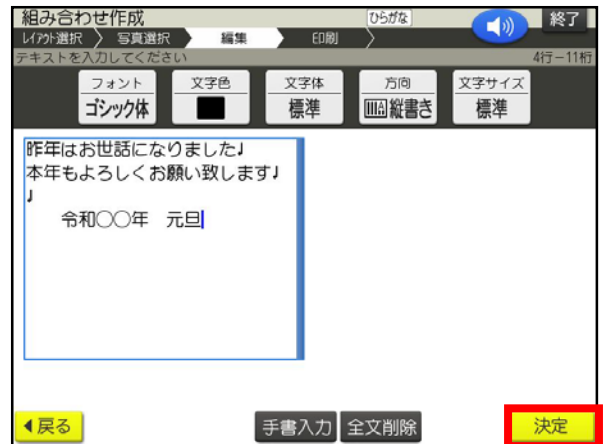 組み合わせ作成
ひらがな
終了
ﾚｲｱｳﾄ選択 〉 写真選択
編集
印刷
テキストを入力してください
4行-11桁
フォント
ゴシック体
文字色
文字体
標準
方向
縦書き
文字サイズ
標準
昨年はお世話になりました♩
本年もよろしくお願い致します♩
♩
令和〇〇年 元旦
戻る
手書入力
全文削除
決定